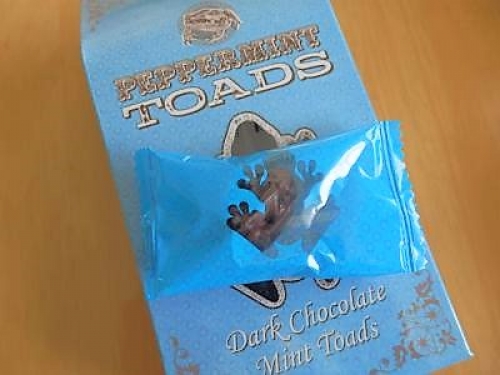 PEPPERMINT
TOADS
Dark Chocolate
Mint Toads